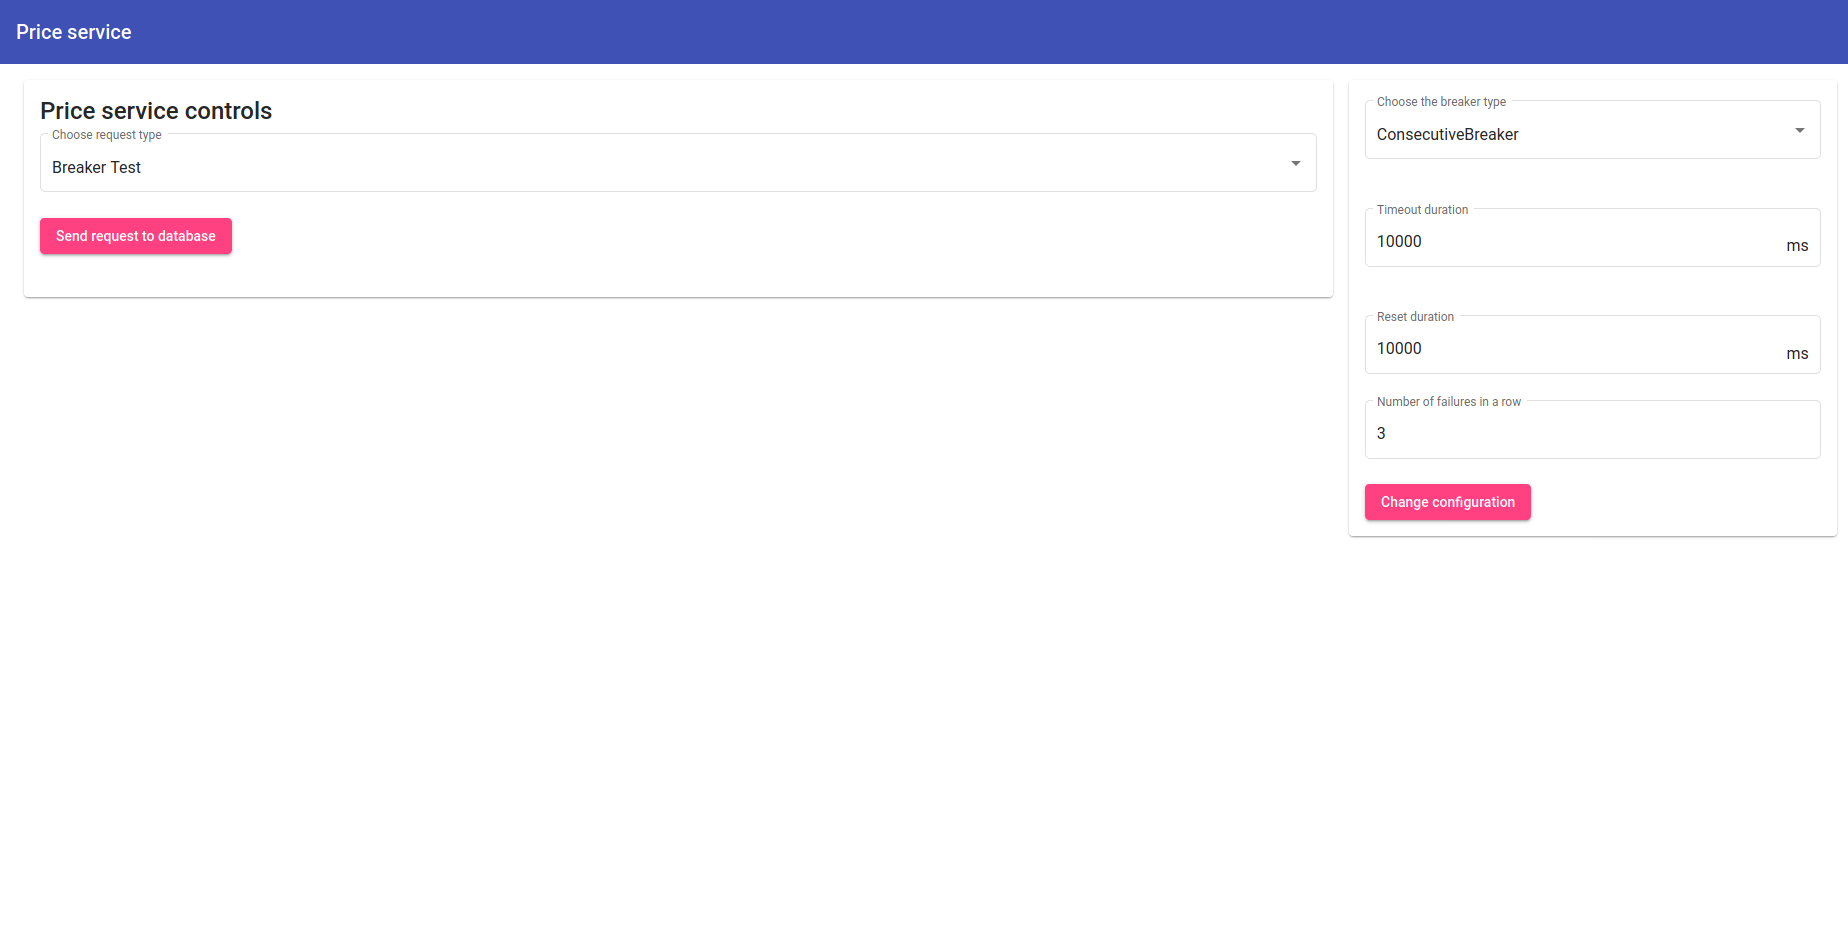 Price service
Price service controls
Choose request type
Breaker Test
Send request to database
Choose the breaker type
ConsecutiveBreaker
Timeout duration
10000 ms
Reset duration
10000 ms
Number of failures in a row
3
Change configuration